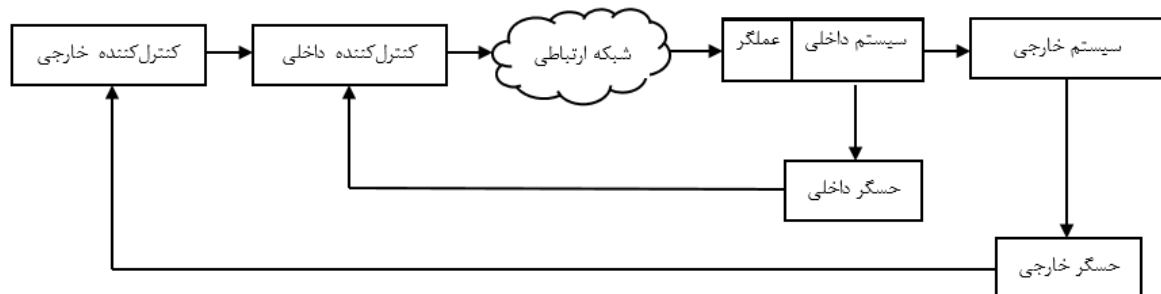 کنترل‌کننده خارجی
کنترل‌کننده داخلی
شبکه ارتباطی
عملگر
سیستم داخلی
سیستم خارجی
حسگر داخلی
حسگر خارجی